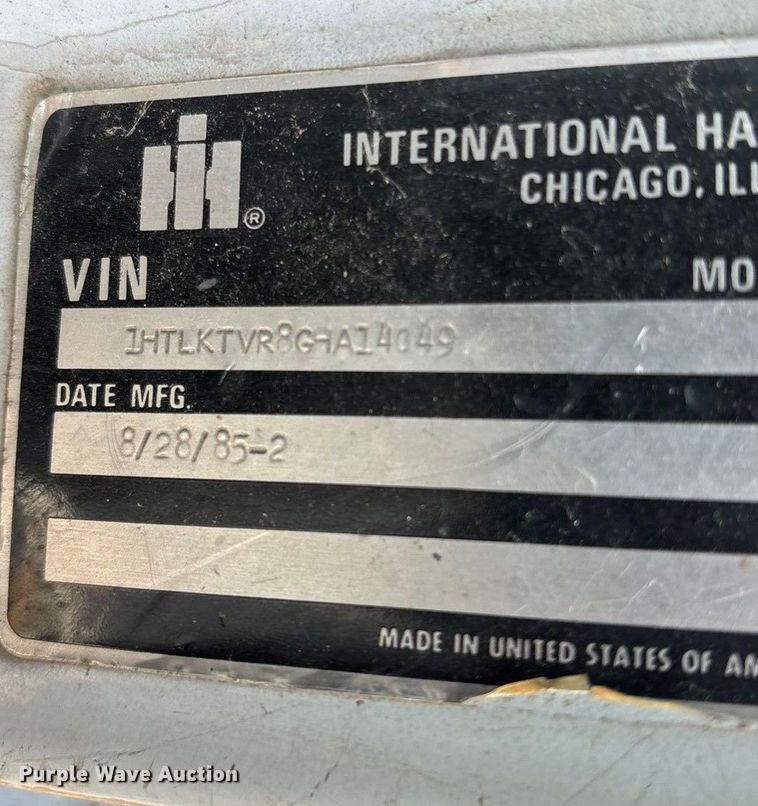 IH®
INTERNATIONAL HA
CHICAGO, ILL
VIN
MO
1HTLKTVR8GHA14049
DATE MFG.
8/28/85-2
MADE IN UNITED STATES OF AM
Purple Wave Auction